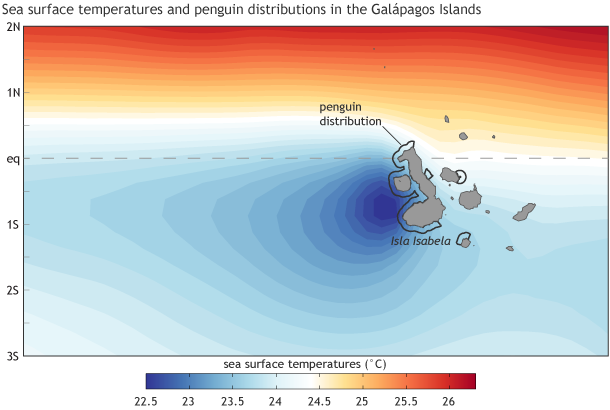 Sea surface temperatures and penguin distributions in the Galápagos Islands
2N
1N
penguin
distribution
eq
1S
Isla Isabela
2S
3S
sea surface temperatures (°C)
22.5 23 23.5 24 24.5 25 25.5 26